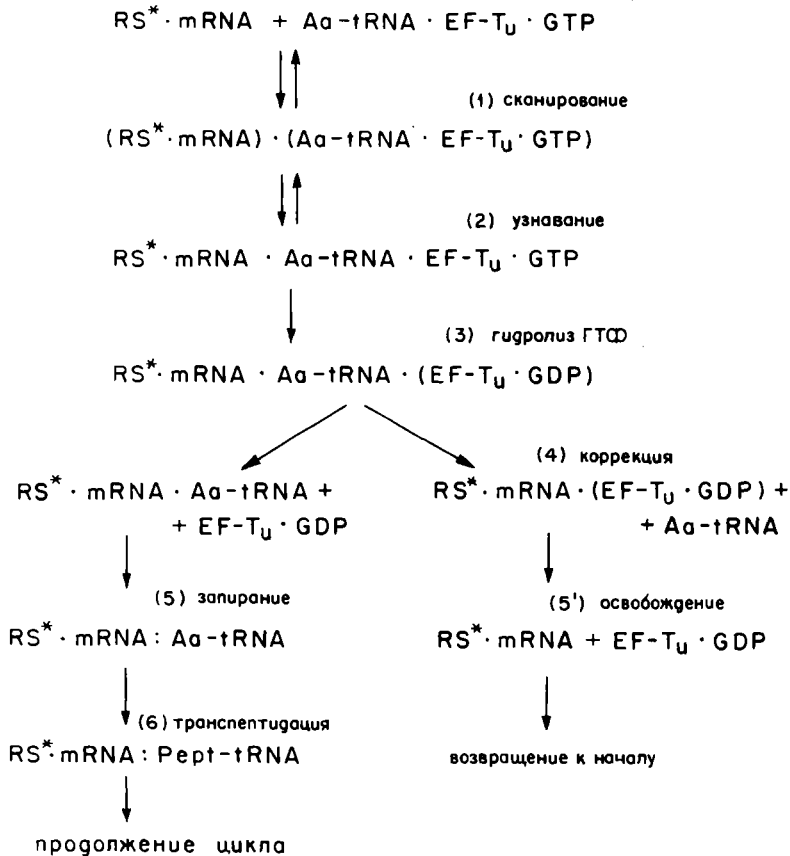 RS*·mRNA + Aa-tRNA·EF-Tu·GTP
(1) сканирование
(RS*·mRNA)·(Aa-tRNA·EF-Tu·GTP)
(2) узнавание
RS*·mRNA·Aa-tRNA·EF-Tu·GTP
(3) гидролиз ГТФ
RS*·mRNA·Aa-tRNA·(EF-Tu·GDP)
(4) коррекция
RS*·mRNA·Aa-tRNA +
+ EF-Tu·GDP
RS*·mRNA·(EF-Tu·GDP) +
+ Aa-tRNA
(5) запирание
RS*·mRNA: Aa-tRNA
(5') освобождение
RS*·mRNA + EF-Tu·GDP
(6) транспептидация
RS*·mRNA: Pept-tRNA
возвращение к началу
продолжение цикла